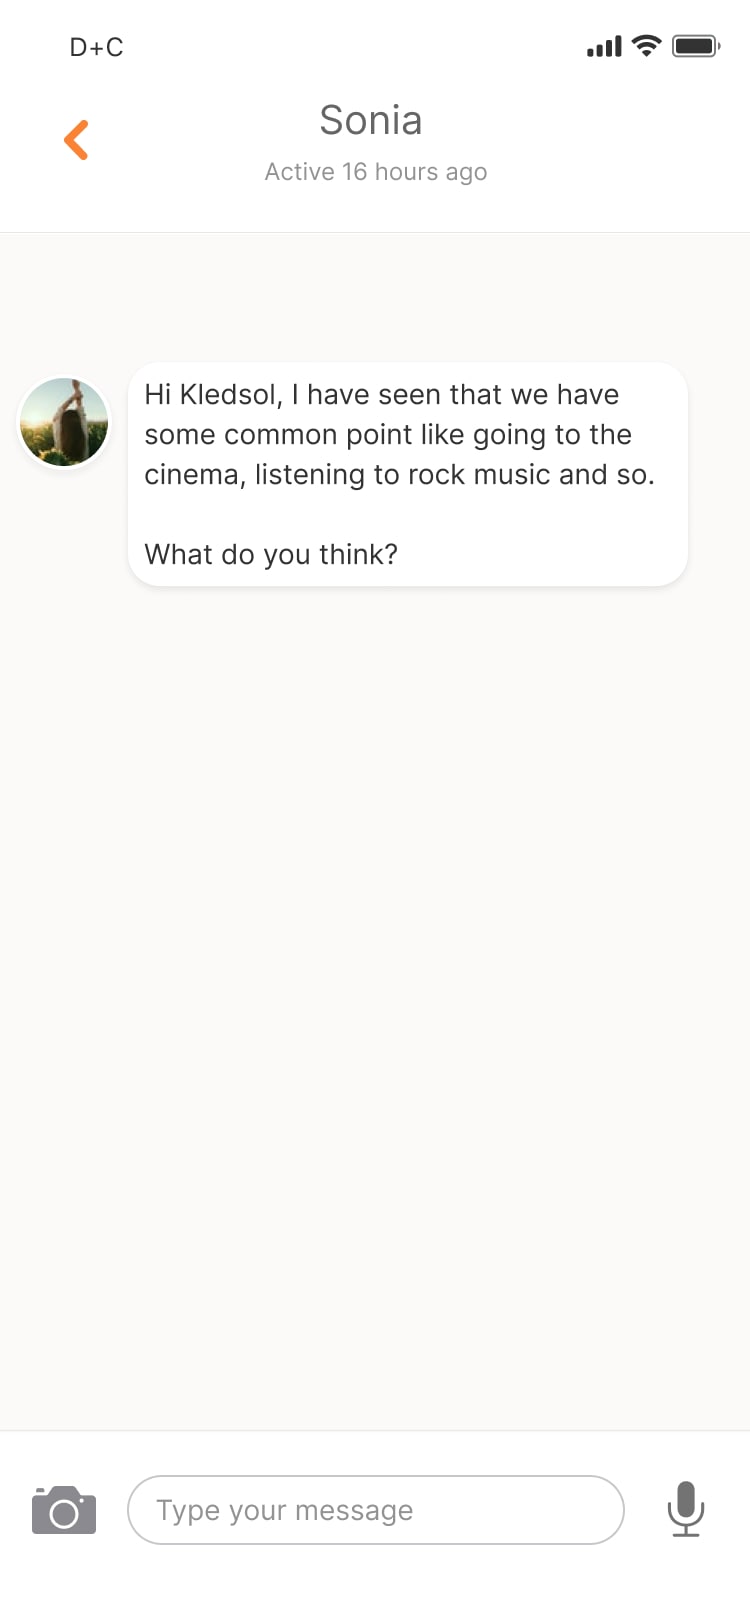 D+C
Sonia
Active 16 hours ago
Hi Kledsol, I have seen that we have
some common point like going to the
cinema, listening to rock music and so.
What do you think?
Type your message